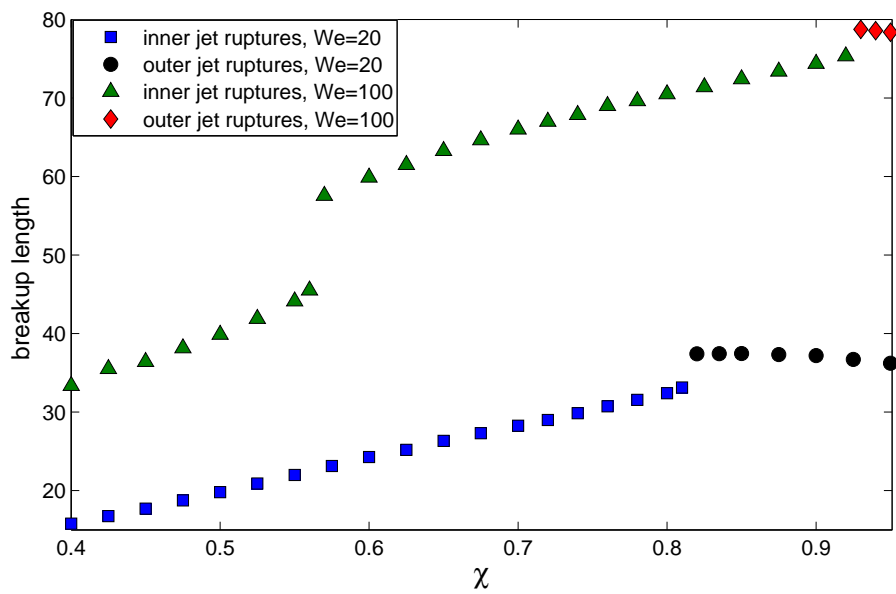 80
70
60
50
40
30
20
breakup length
inner jet ruptures, We=20
outer jet ruptures, We=20
inner jet ruptures, We=100
outer jet ruptures, We=100
0.4 0.5 0.6 0.7 0.8 0.9
χ